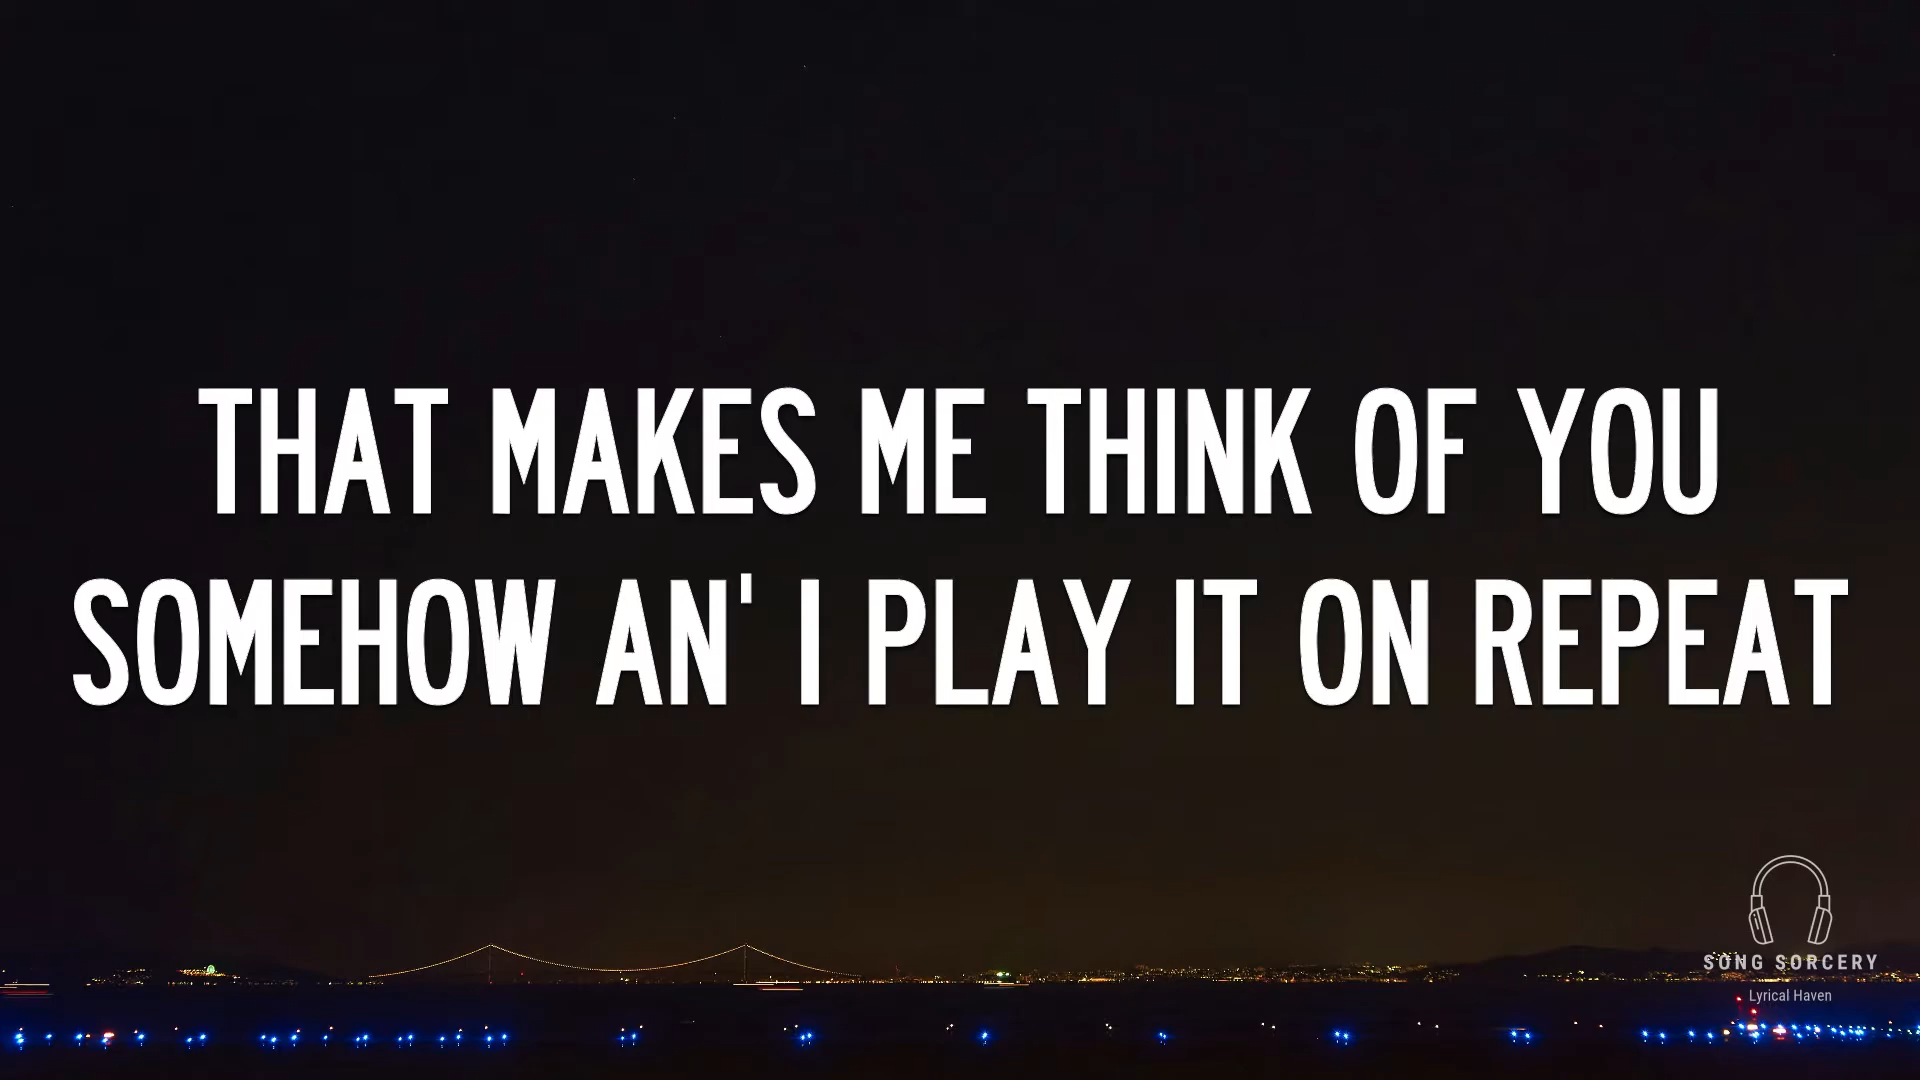 THAT MAKES ME THINK OF YOU
SOMEHOW AN' I PLAY IT ON REPEAT
SONG SORCERY
Lyrical Haven